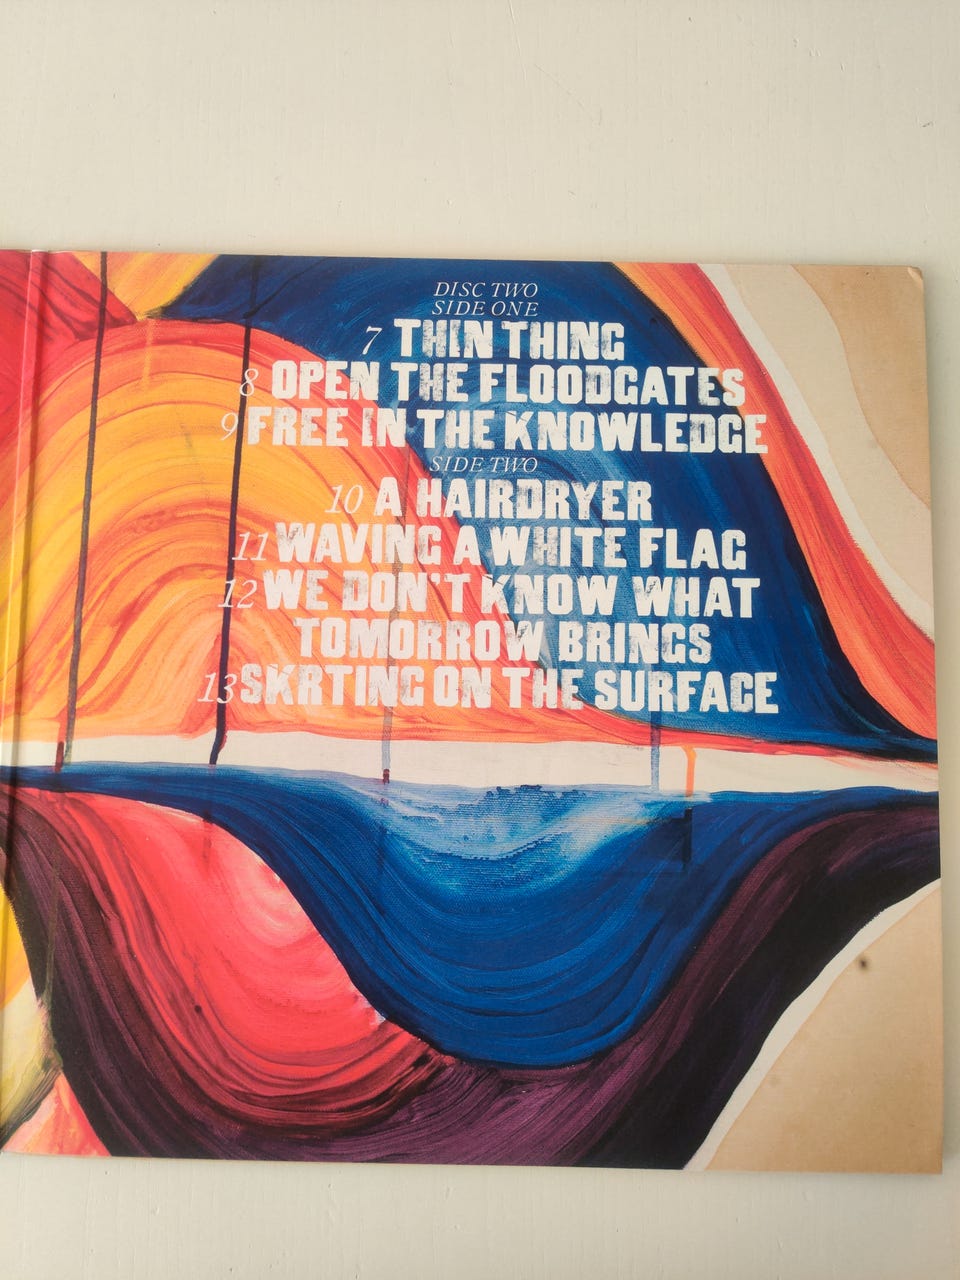 DISC TWO
SIDE ONE
7 THIN THING
8 OPEN THE FLOODGATES
9 FREE IN THE KNOWLEDGE
SIDE TWO
10 A HAIRDRYER
11 WAVING A WHITE FLAG
12 WE DON'T KNOW WHAT
TOMORROW BRINGS
13 SKRTING ON THE SURFACE